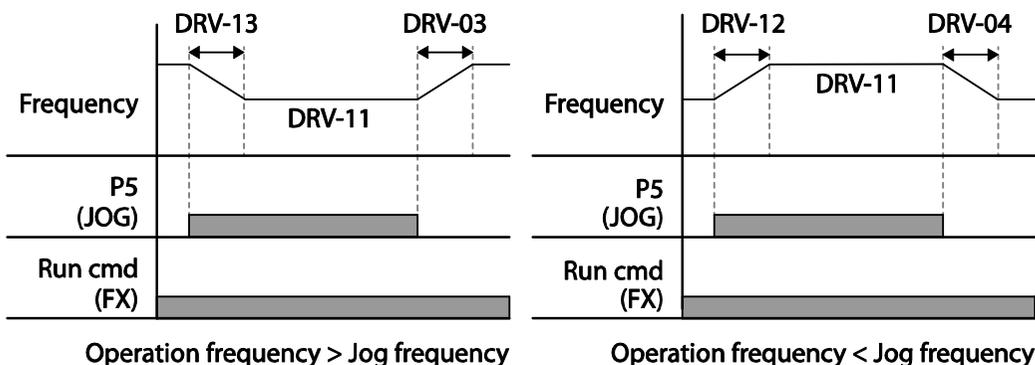 DRV-13
DRV-03
Frequency
DRV-11
P5
(JOG)
Run cmd
(FX)
Operation frequency > Jog frequency
DRV-12
DRV-04
Frequency
DRV-11
P5
(JOG)
Run cmd
(FX)
Operation frequency < Jog frequency